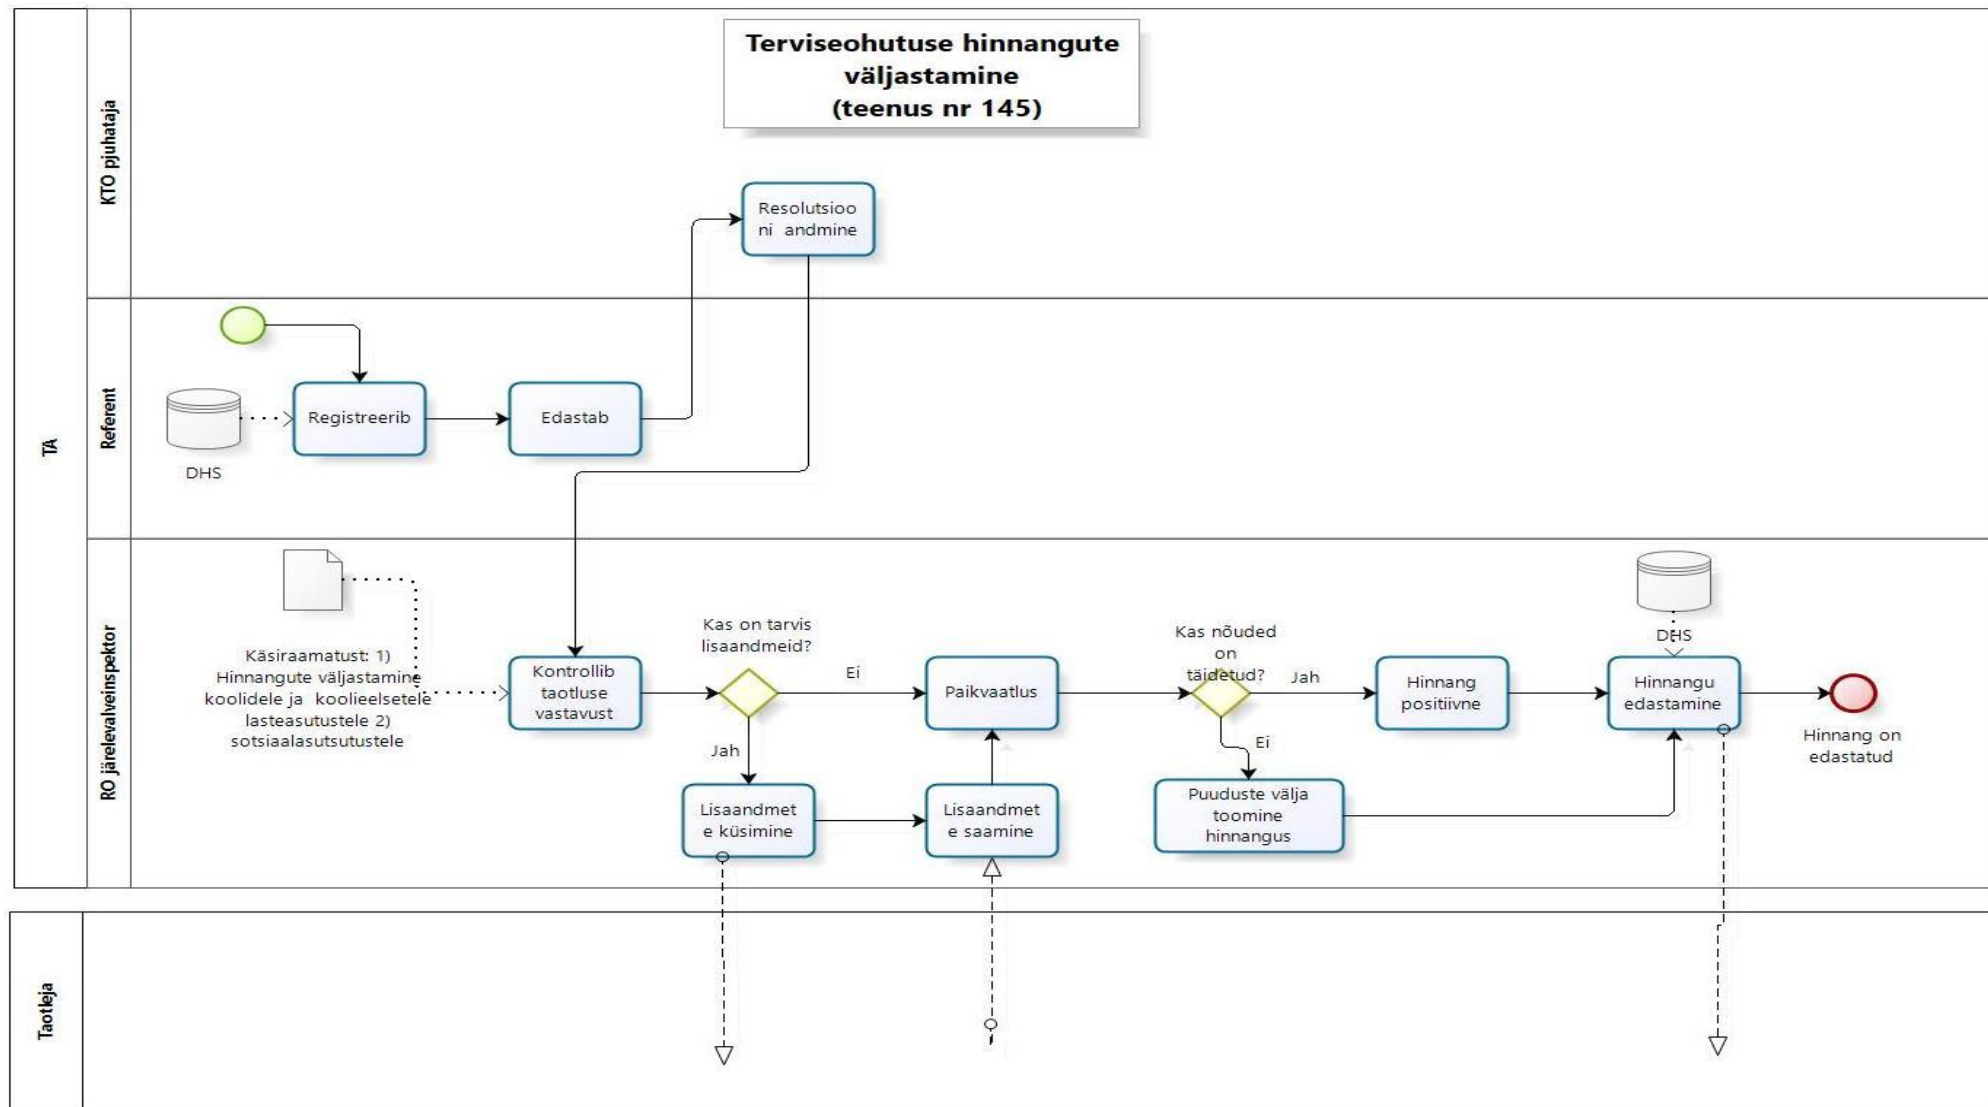 Terviseohutuse hinnangute
väljastamine
(teenus nr 145)
TA
KTO pjuhataja
Resolutsioo
ni andmine
Referent
Registreerib
Edastab
DHS
RO järelevalveinspektor
Käsiraamatust: 1)
Hinnangute väljastamine
koolidele ja koolieelsetele
lasteasutustele 2)
sotsiaalasutsutustele
Kontrollib
taotluse
vastavust
Kas on tarvis
lisaandmeid?
Ei
Jah
Paikvaatlus
Lisaandmet
e küsimine
Lisaandmet
e saamine
Kas nõuded
on
täidetud?
Jah
Ei
Hinnang
positiivne
Puuduste välja
toomine
hinnangus
DHS
Hinnangu
edastamine
Hinnang on
edastatud
Taotleja